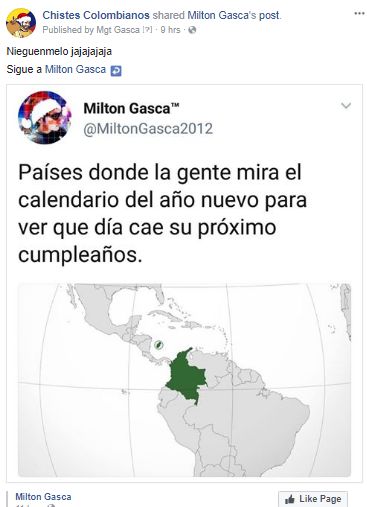 Chistes Colombianos shared Milton Gasca's post.
Published by Mgt Gasca [?] · 9 hrs ·
Nieguenmelo jajajajaja
Sigue a Milton Gasca
Milton Gasca™
@MiltonGasca2012
Países donde la gente mira el
calendario del año nuevo para
ver que día cae su próximo
cumpleaños.
Milton Gasca
Like Page